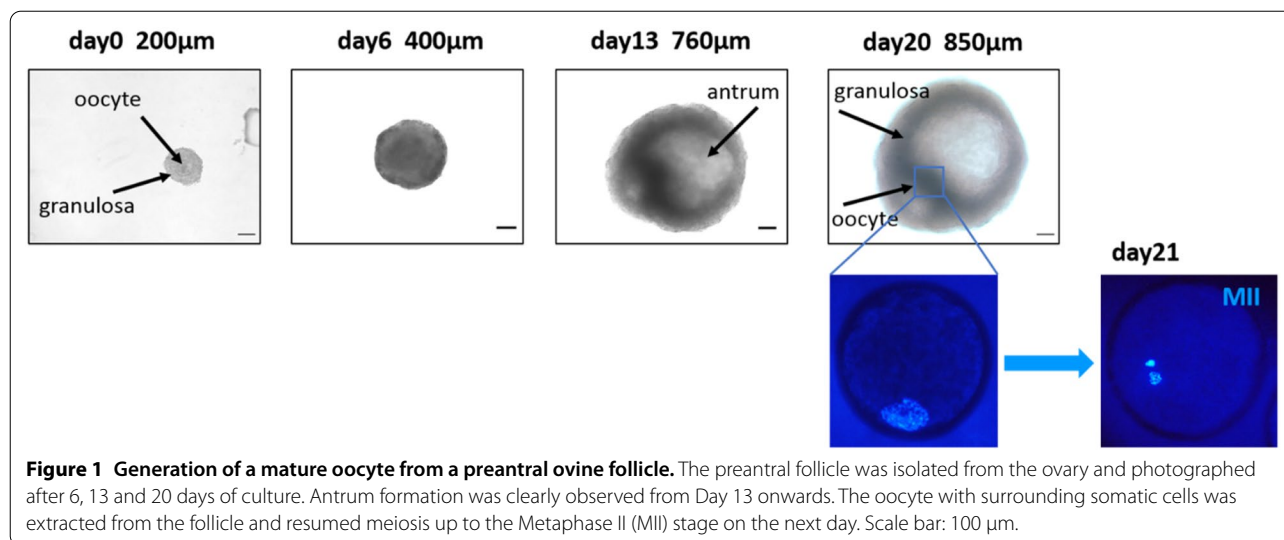 day0 200μm
day6 400μm
day13 760μm
day20 850μm
oocyte
granulosa
antrum
granulosa
oocyte
day21
MII
Figure 1 Generation of a mature oocyte from a preantral ovine follicle. The preantral follicle was isolated from the ovary and photographed
after 6, 13 and 20 days of culture. Antrum formation was clearly observed from Day 13 onwards. The oocyte with surrounding somatic cells was
extracted from the follicle and resumed meiosis up to the Metaphase II (MII) stage on the next day. Scale bar: 100 μm.